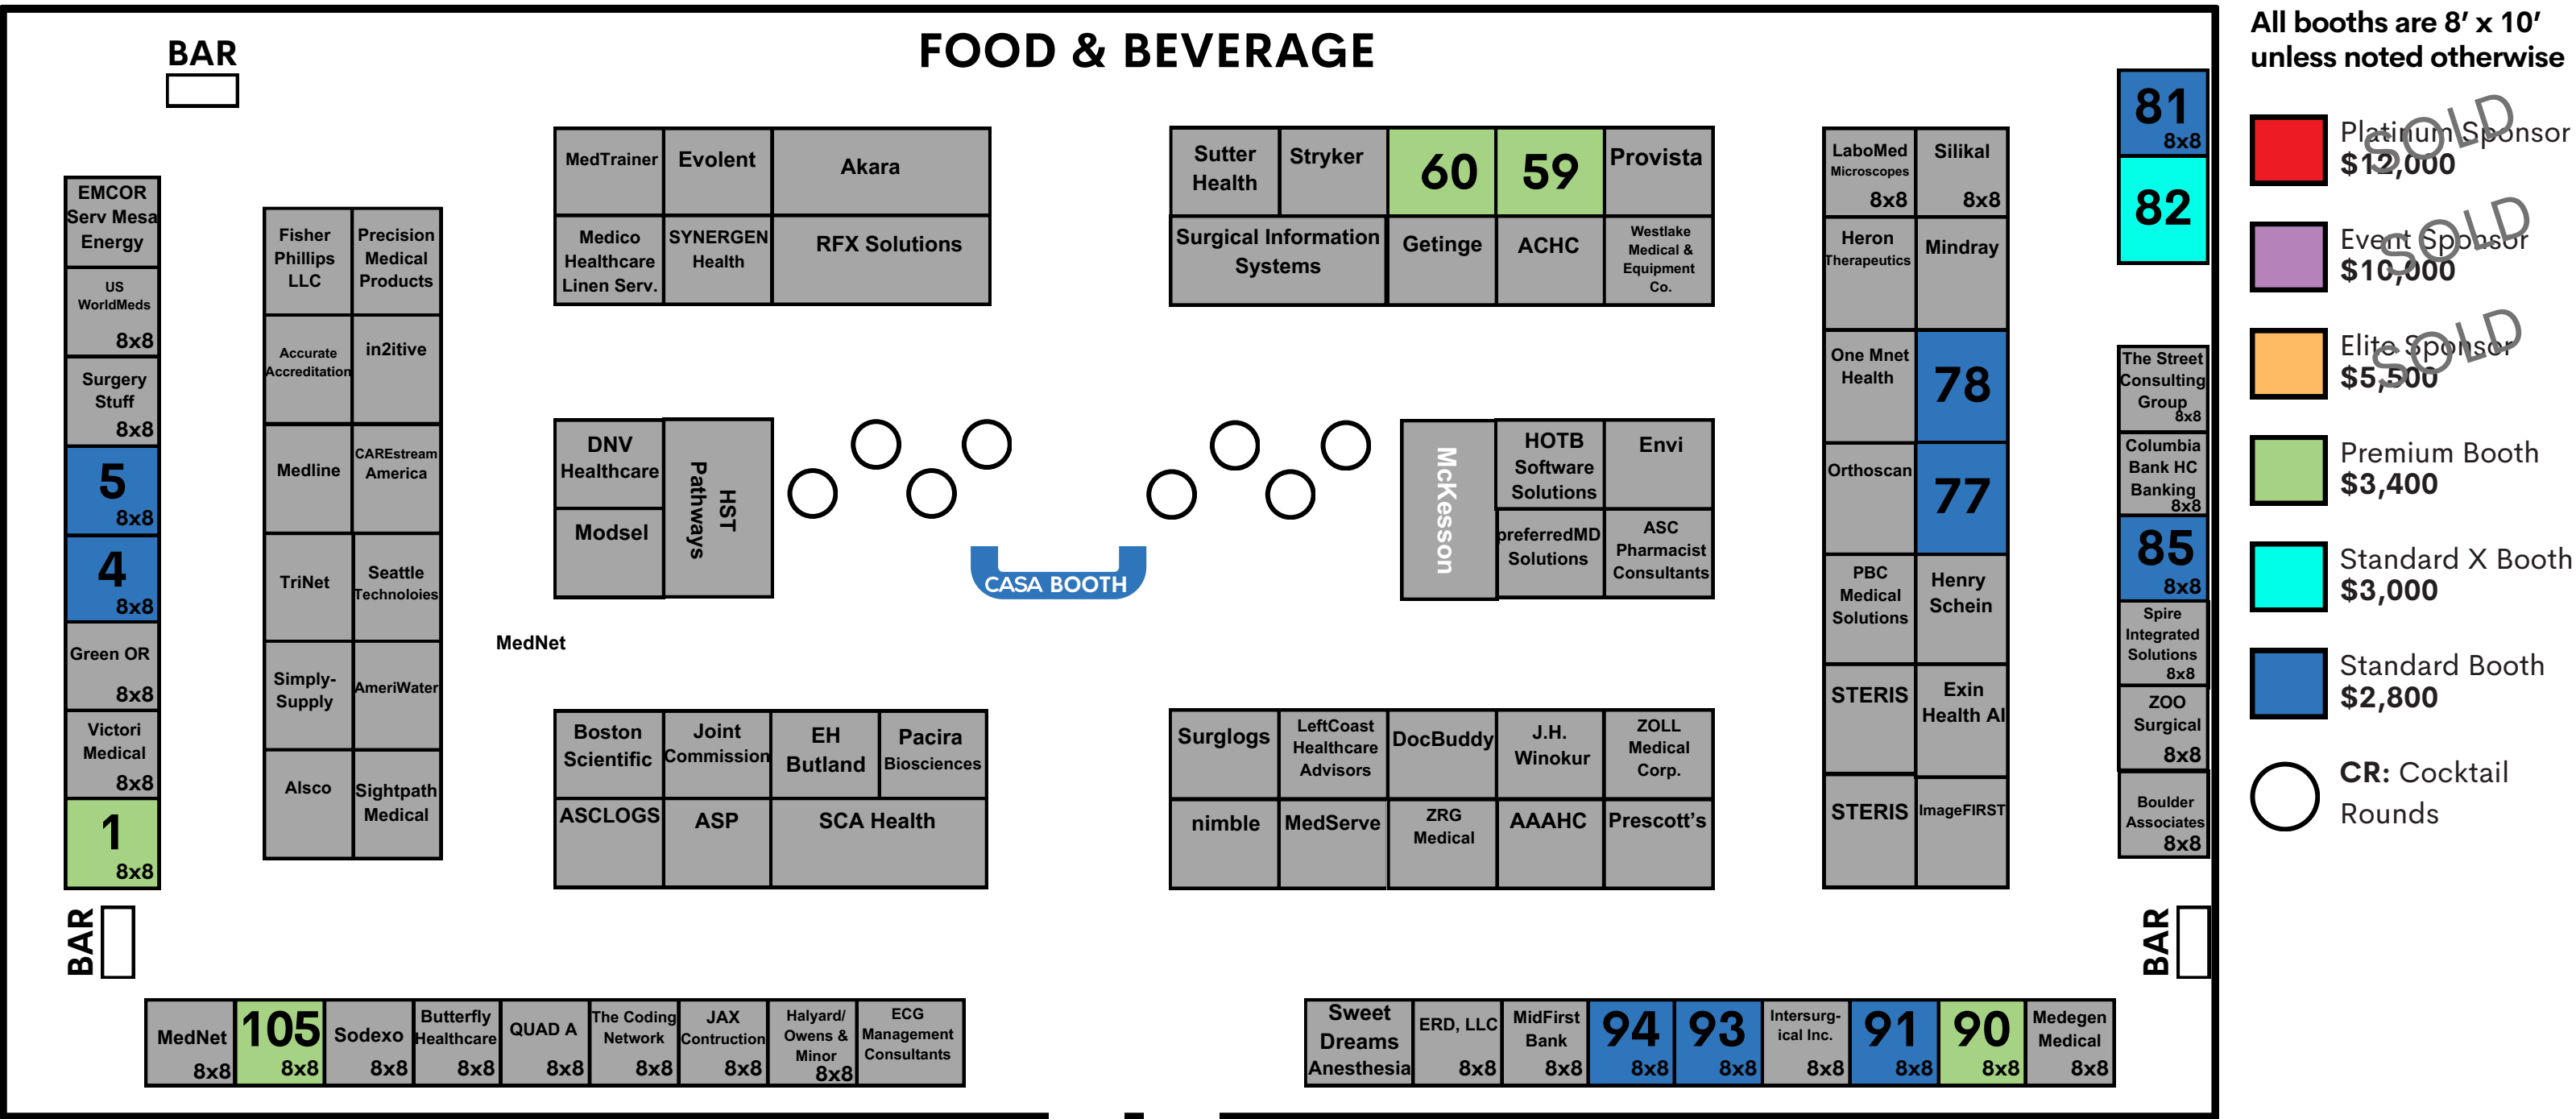 FOOD & BEVERAGE
BAR
EMCOR
Serv Mesa
Energy
US
WorldMeds
8x8
Surgery
Stuff
8x8
5
8x8
4
8x8
Green OR
8x8
Victori
Medical
8x8
1
8x8
BAR
Fisher
Phillips
LLC
Precision
Medical
Products
Accurate
Accreditation
in2itive
Medline
CAREstream
America
TriNet
Seattle
Technoloies
Simply-
Supply
AmeriWater
Alsco
Sightpath
Medical
MedTrainer
Evolent
Akara
Medico
Healthcare
Linen Serv.
SYNERGEN
Health
RFX Solutions
DNV
Healthcare
Modsel
HST
Pathways
MedNet
CASA BOOTH
Boston
Scientific
Joint
Commission
EH
Butland
Pacira
Biosciences
ASCLOGS
ASP
SCA Health
Sutter
Health
Stryker
60
59
Provista
Surgical Information
Systems
Getinge
ACHC
Westlake
Medical &
Equipment
Co.
McKesson
HOTB
Software
Solutions
Envi
preferredMD
Solutions
ASC
Pharmacist
Consultants
Surglogs
LeftCoast
Healthcare
Advisors
DocBuddy
J.H.
Winokur
ZOLL
Medical
Corp.
nimble
MedServe
ZRG
Medical
AAAHC
Prescott's
LaboMed
Microscopes
8x8
Silikal
8x8
Heron
Therapeutics
Mindray
One Mnet
Health
78
Orthoscan
77
PBC
Medical
Solutions
Henry
Schein
STERIS
Exin
Health AI
STERIS
ImageFIRST
81
8x8
82
The Street
Consulting
Group
8x8
Columbia
Bank HC
Banking
8x8
85
8x8
Spire
Integrated
Solutions
8x8
ZOO
Surgical
8x8
Boulder
Associates
8x8
BAR
MedNet
8x8
105
8x8
Sodexo
8x8
Butterfly
Healthcare
8x8
QUAD A
8x8
The Coding
Network
8x8
JAX
Contruction
8x8
Halyard/
Owens &
Minor
8x8
ECG
Management
Consultants
Sweet
Dreams
Anesthesia
ERD, LLC
8x8
MidFirst
Bank
8x8
94
8x8
93
8x8
Intersurg-
ical Inc.
8x8
91
8x8
90
8x8
Medegen
Medical
8x8
All booths are 8' x 10'
unless noted otherwise
Platinum Sponsor
$12,000
SOLD
Event Sponsor
$10,000
SOLD
Elite Sponsor
$5,500
SOLD
Premium Booth
$3,400
Standard X Booth
$3,000
Standard Booth
$2,800
CR: Cocktail
Rounds